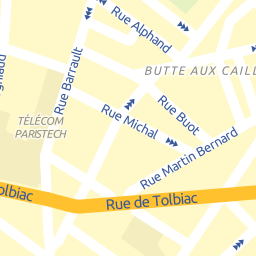 Rue Alphand
BUTTE AUX CAILL
Rue Barrault
Rue Buot
Rue Michal
TÉLÉCOM
PARISTECH
Rue Martin Bernard
olbiac
Rue de Tolbiac